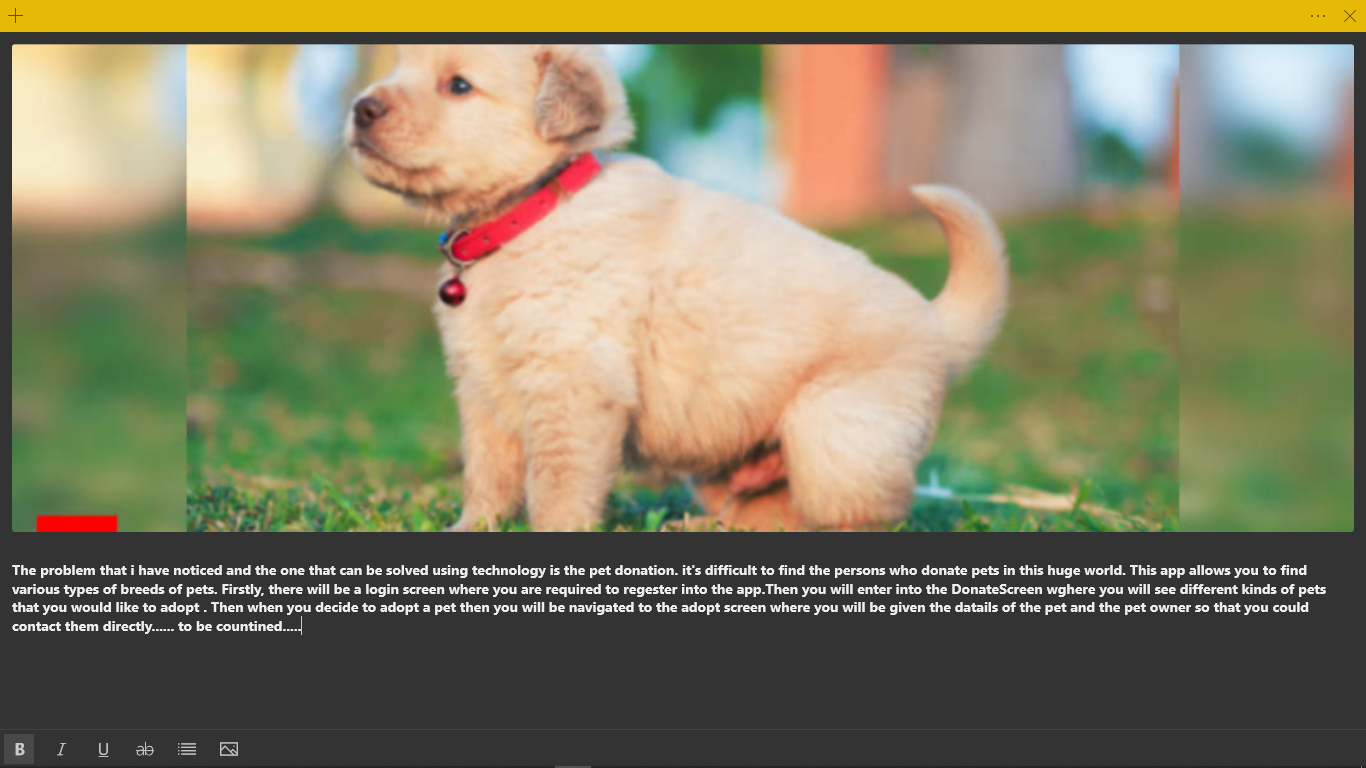 The problem that i have noticed and the one that can be solved using technology is the pet donation. it's difficult to find the persons who donate pets in this huge world. This app allows you to find
various types of breeds of pets. Firstly, there will be a login screen where you are required to regester into the app.Then you will enter into the DonateScreen wghere you will see different kinds of pets
that you would like to adopt . Then when you decide to adopt a pet then you will be navigated to the adopt screen where you will be given the datails of the pet and the pet owner so that you could
contact them directly...... to be countined.....
B I U ab